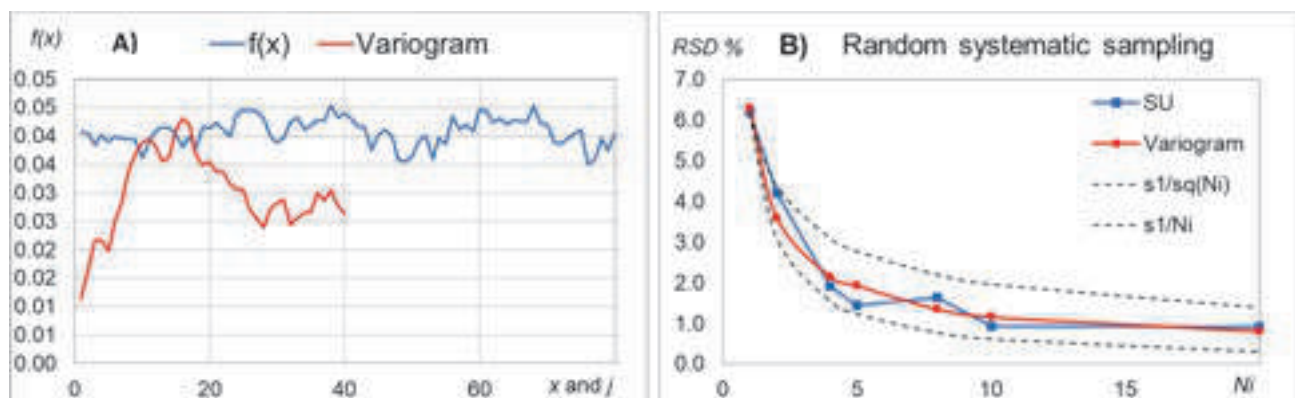 f(x) A) f(x) Variogram
0.05
0.05
0.04
0.04
0.03
0.03
0.02
0.02
0.01
0.01
0.00
0 20 40 60 x and j
RSD % B) Random systematic sampling
7.0
6.0
5.0
4.0
3.0
2.0
1.0
0.0
SU
Variogram
s1/sq(Ni)
s1/Ni
0 5 10 15 Ni